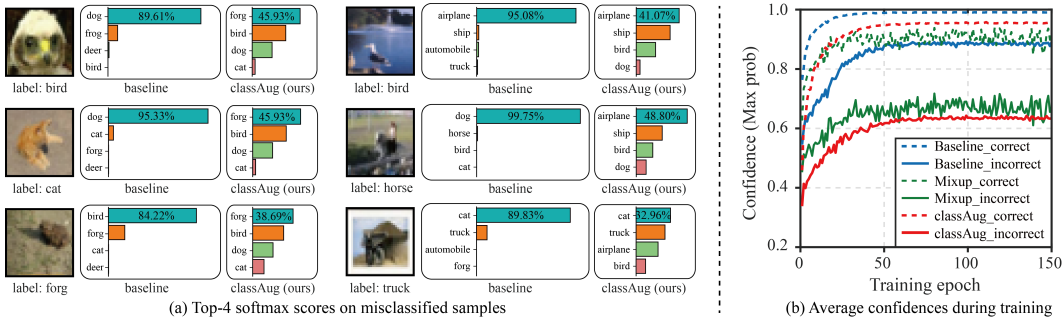 dog
frog
deer
bird
89.61%
baseline
forg
bird
dog
cat
45.93%
classAug (ours)
label: bird
airplane
ship
automobile
truck
95.08%
baseline
airplane
ship
bird
dog
41.07%
classAug (ours)
label: bird
dog
cat
forg
deer
95.33%
baseline
forg
bird
dog
cat
45.93%
classAug (ours)
label: cat
dog
horse
bird
cat
99.75%
baseline
airplane
ship
bird
dog
48.80%
classAug (ours)
label: horse
bird
forg
cat
deer
84.22%
baseline
forg
bird
dog
cat
38.69%
classAug (ours)
label: forg
cat
truck
automobile
forg
89.83%
baseline
cat
truck
airplane
bird
32.96%
classAug (ours)
label: truck
(a) Top-4 softmax scores on misclassified samples
Confidence (Max prob)
1.0
0.8
0.6
0.4
0.2
0
50
100
150
Training epoch
Baseline_correct
Baseline_incorrect
Mixup_correct
Mixup_incorrect
classAug_correct
classAug_incorrect
(b) Average confidences during training